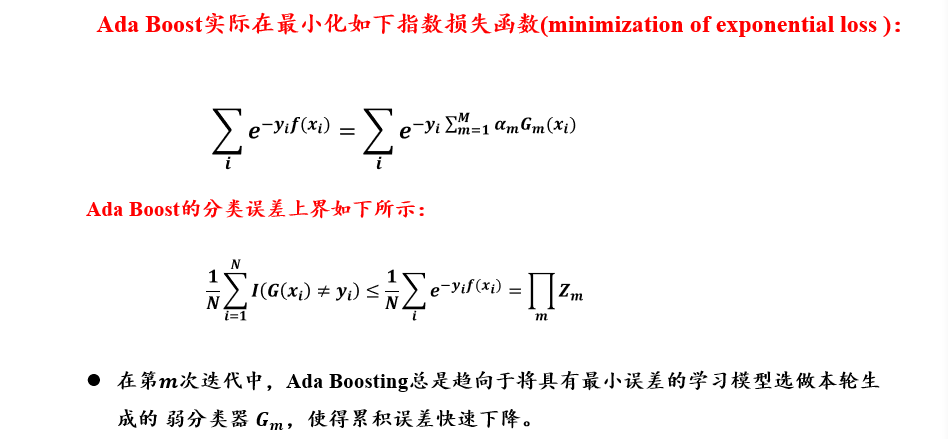 Ada Boost实际在最小化如下指数损失函数(minimization of exponential loss ):
$\sum_{i} e^{-y_i f(x_i)} = \sum_{i} e^{-y_i \sum_{m=1}^{M} \alpha_m G_m(x_i)}$
Ada Boost的分类误差上界如下所示：
$\frac{1}{N} \sum_{i=1}^{N} I(G(x_i) \neq y_i) \leq \frac{1}{N} \sum_{i} e^{-y_i f(x_i)} = \prod_{m} Z_m$
● 在第m次迭代中，Ada Boosting总是趋向于将具有最小误差的学习模型选做本轮生
成的 弱分类器 $G_m$，使得累积误差快速下降。